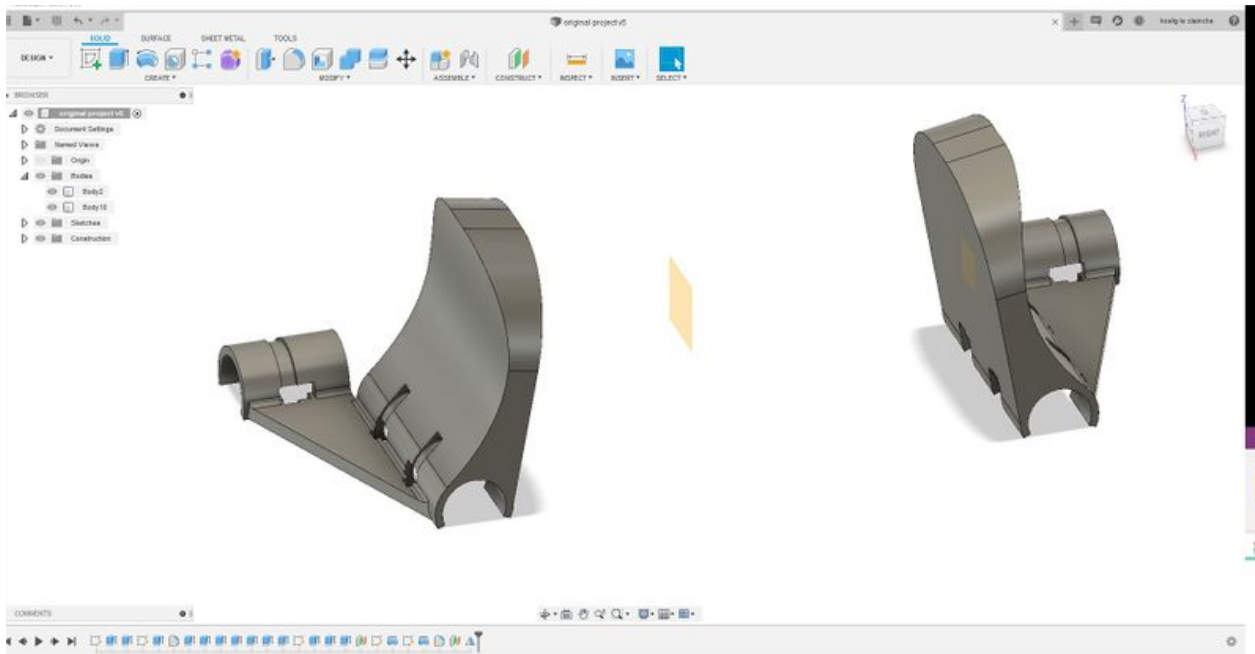 original project v5
SOLID SURFACE SHEET METAL TOOLS
DESIGN
CREATE MODIFY ASSEMBLE CONSTRUCT INSPECT INSERT SELECT
BROWSER
original project v5
Document Settings
Named Views
Origin
Bodies
Body2
Sketches
Construction
Z
RIGHT
COMMENTS